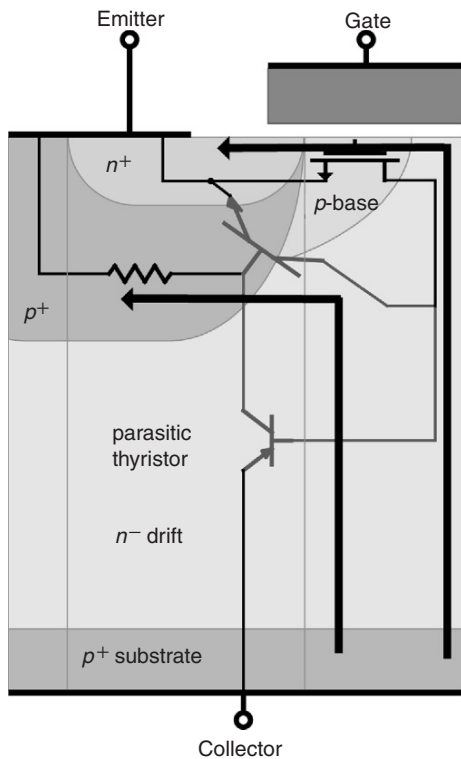 Emitter
Gate
n⁺
p-base
p⁺
parasitic
thyristor
n⁻ drift
p⁺ substrate
Collector